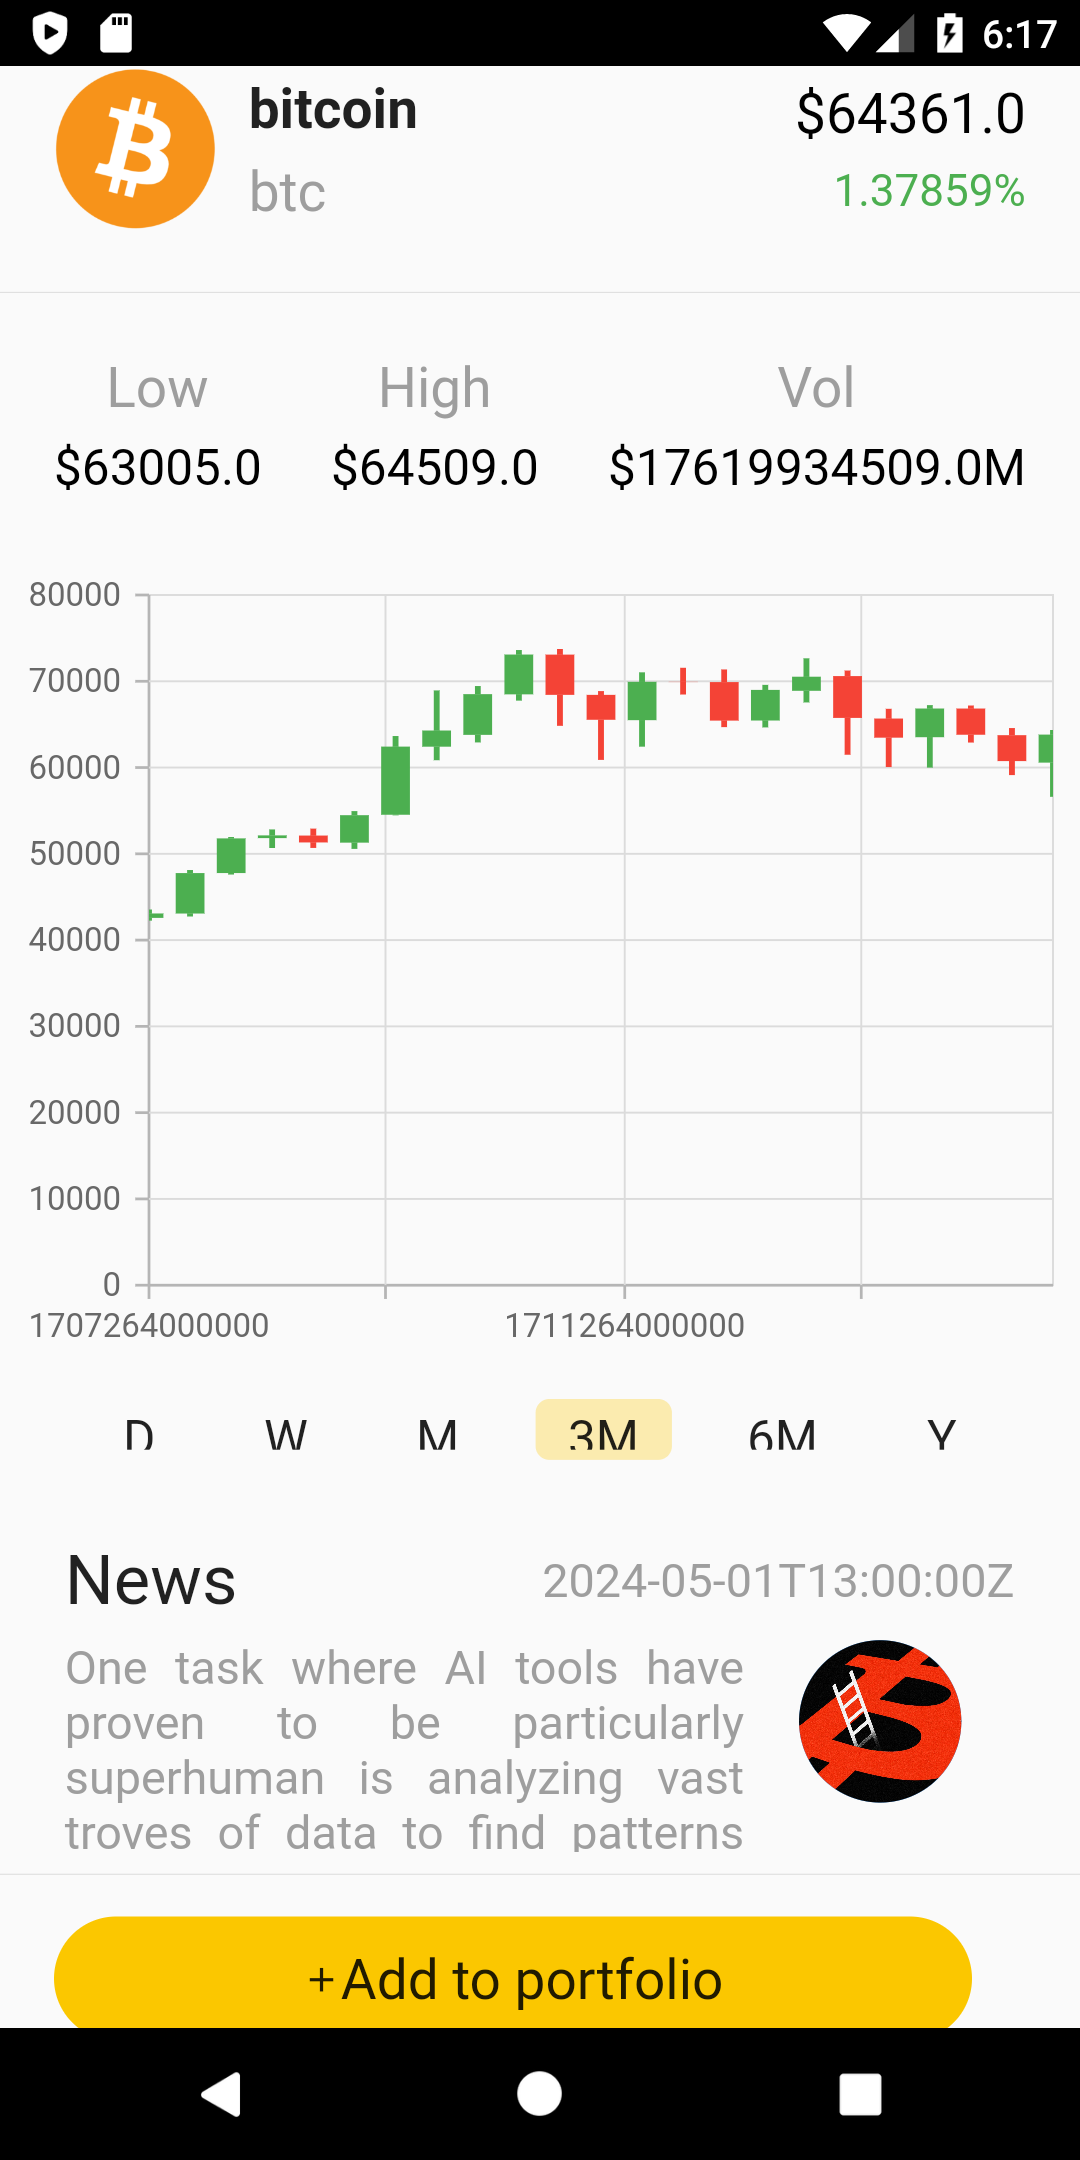 6:17
bitcoin
$64361.0
btc
1.37859%
Low
High
Vol
$63005.0
$64509.0
$17619934509.0M
80000
70000
60000
50000
40000
30000
20000
10000
0
1707264000000
1711264000000
D
W
M
3M
6M
Y
News
2024-05-01T13:00:00Z
One task where AI tools have
proven to be particularly
superhuman is analyzing vast
troves of data to find patterns
+Add to portfolio